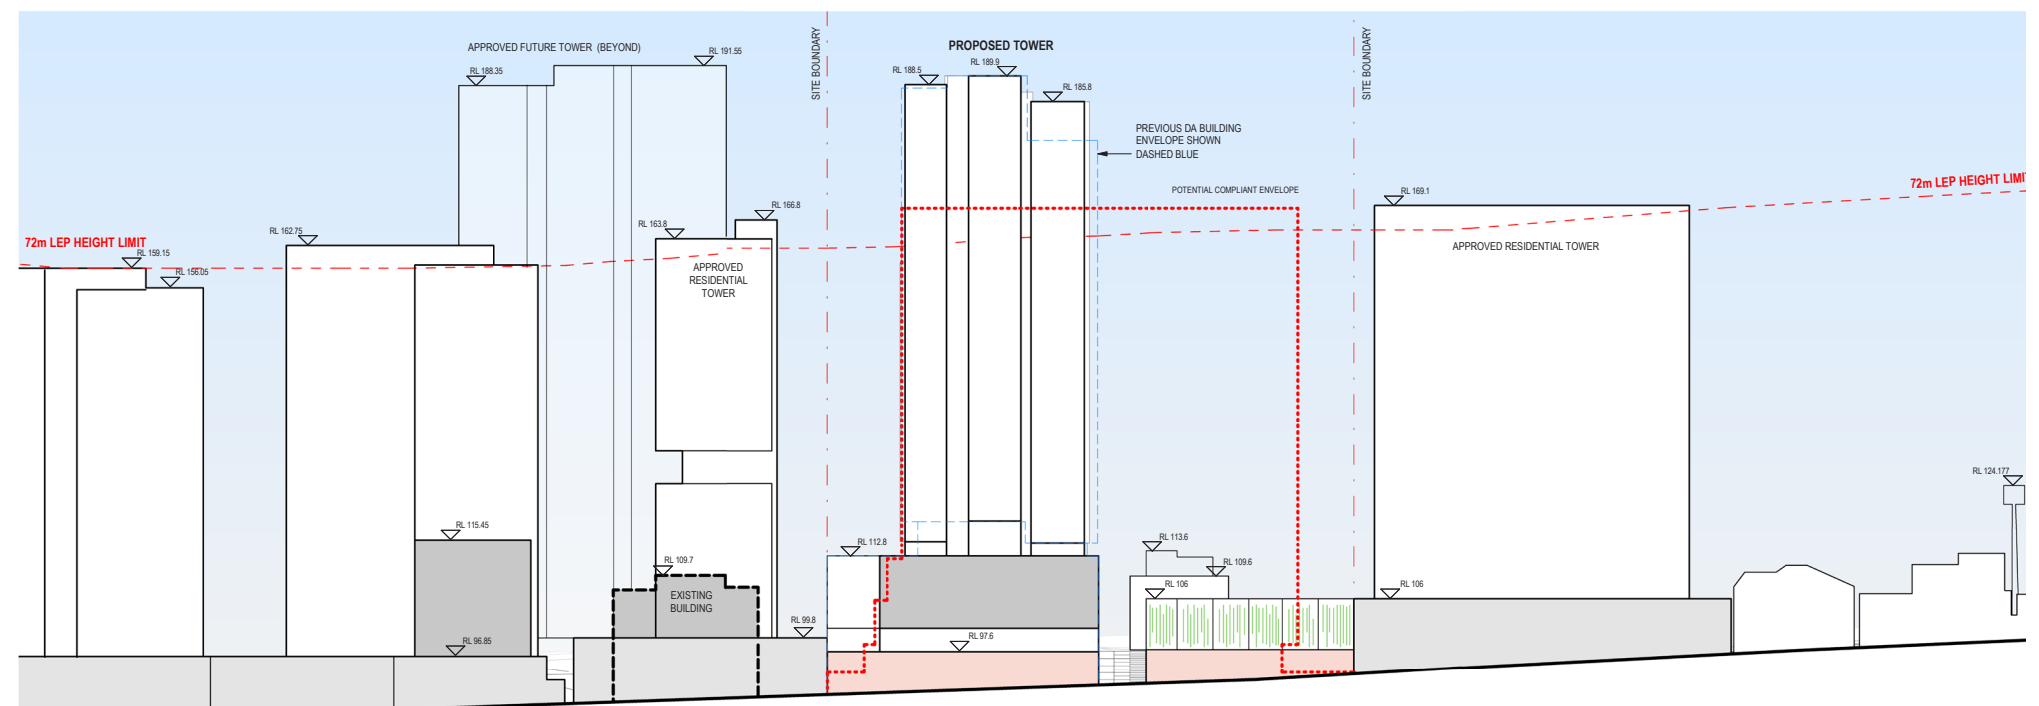 APPROVED FUTURE TOWER (BEYOND)
RL 191.55
RL 188.35
SITE BOUNDARY
PROPOSED TOWER
RL 188.5
RL 189.9
RL 185.8
SITE BOUNDARY
PREVIOUS DA BUILDING
ENVELOPE SHOWN
DASHED BLUE
POTENTIAL COMPLIANT ENVELOPE
RL 169.1
72m LEP HEIGHT LIMIT
APPROVED RESIDENTIAL TOWER
72m LEP HEIGHT LIMIT
RL 159.15
RL 156.05
RL 162.75
RL 163.8
RL 166.8
APPROVED
RESIDENTIAL
TOWER
RL 124.177
RL 115.45
RL 109.7
EXISTING
BUILDING
RL 96.85
RL 99.8
RL 112.8
RL 97.6
RL 113.6
RL 109.6
RL 106
RL 106